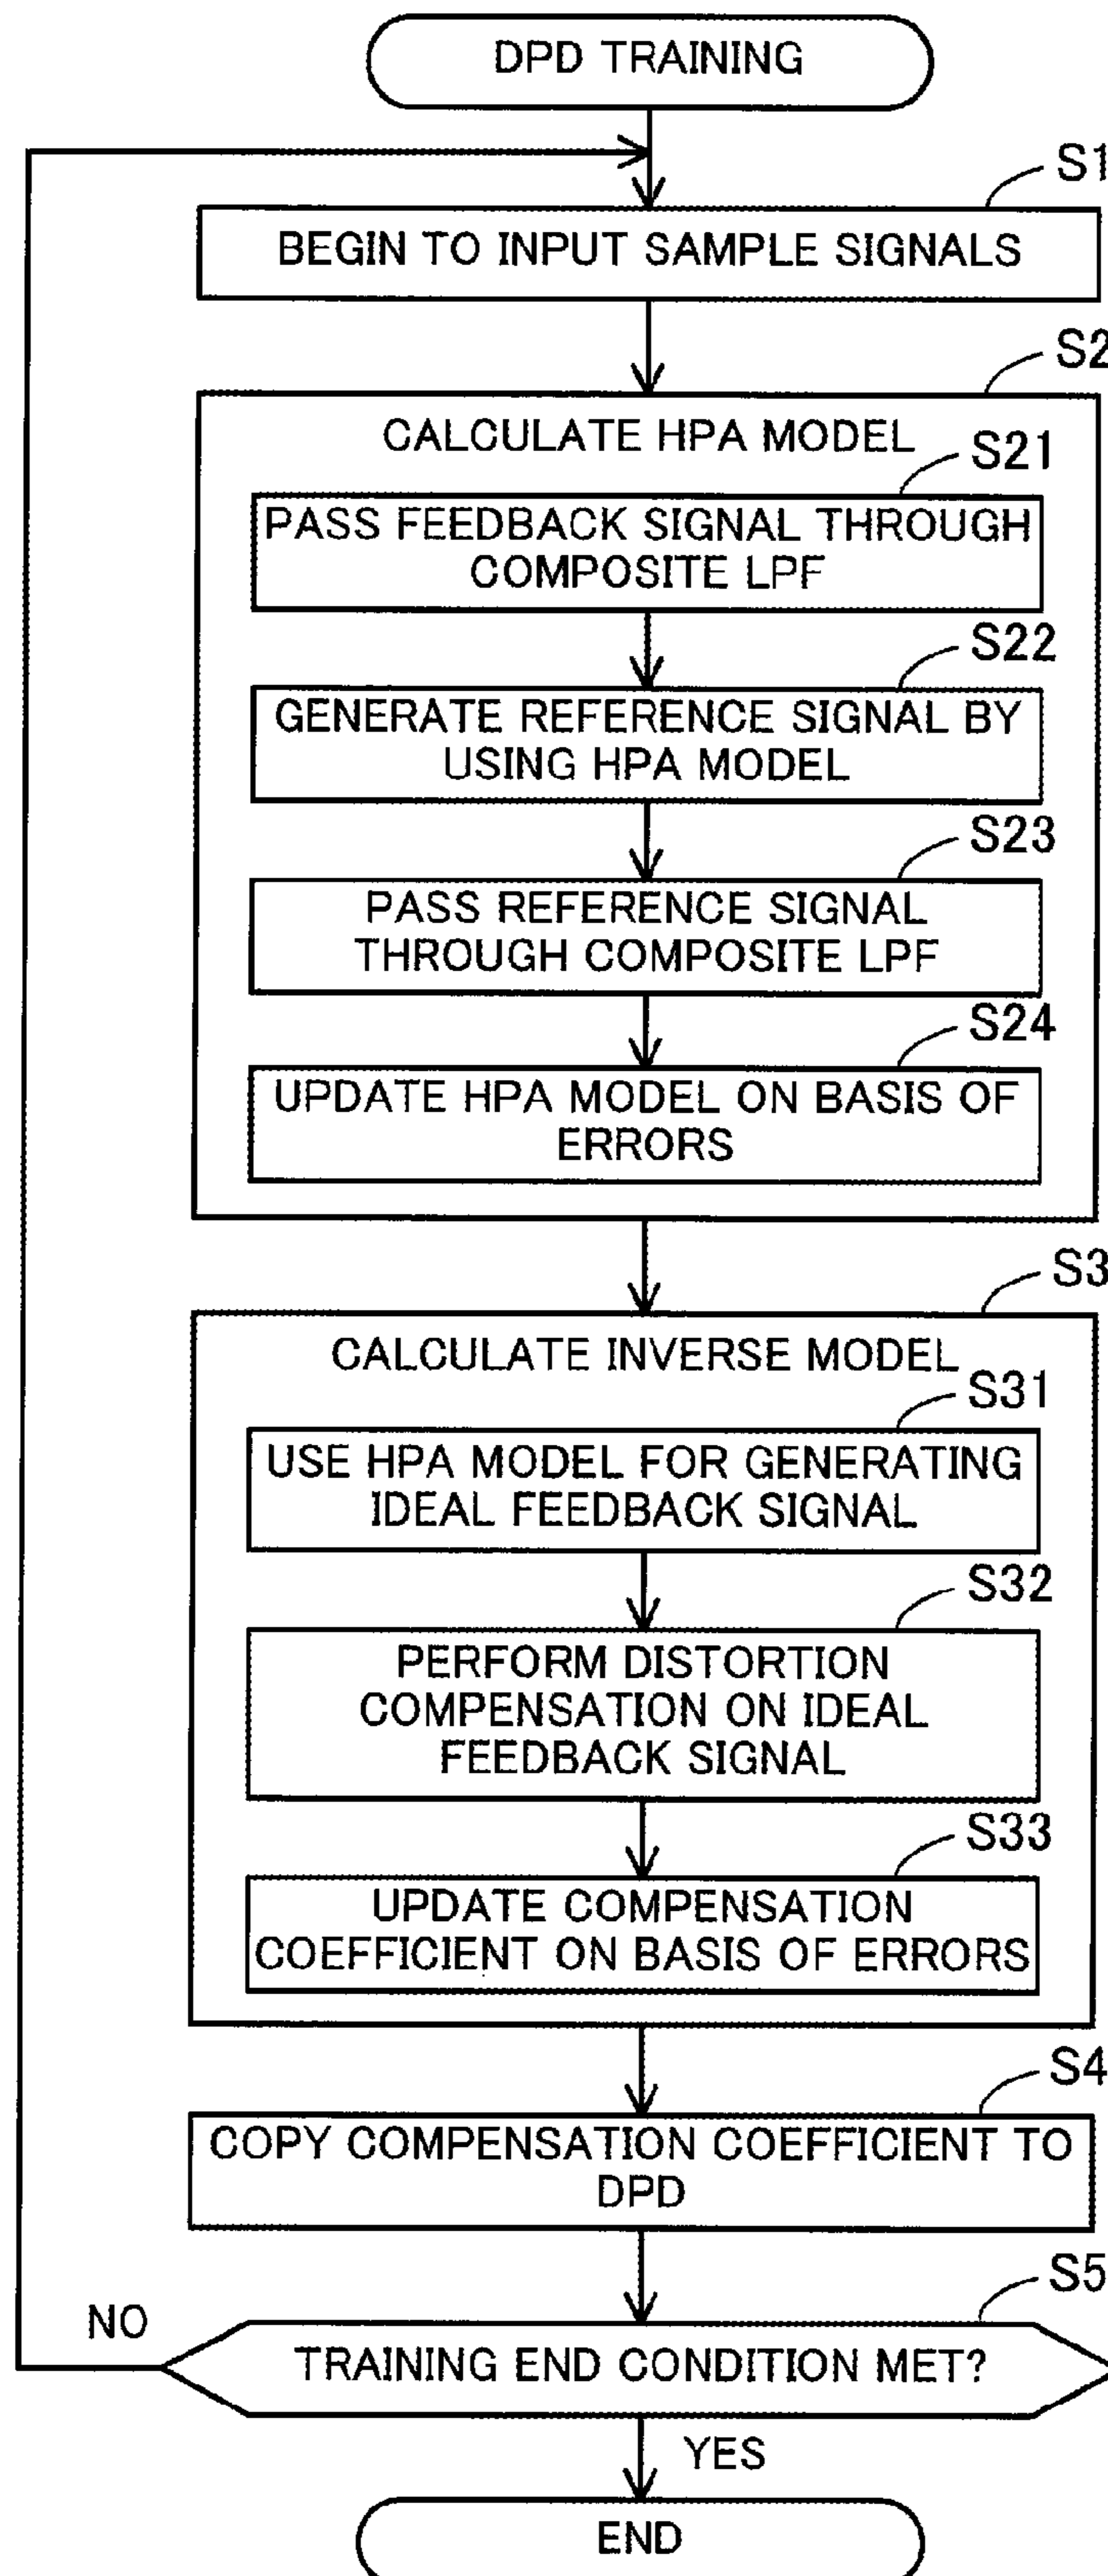 DPD TRAINING
S1
BEGIN TO INPUT SAMPLE SIGNALS
S2
CALCULATE HPA MODEL
S21
PASS FEEDBACK SIGNAL THROUGH
COMPOSITE LPF
S22
GENERATE REFERENCE SIGNAL BY
USING HPA MODEL
S23
PASS REFERENCE SIGNAL
THROUGH COMPOSITE LPF
S24
UPDATE HPA MODEL ON BASIS OF
ERRORS
S3
CALCULATE INVERSE MODEL
S31
USE HPA MODEL FOR GENERATING
IDEAL FEEDBACK SIGNAL
S32
PERFORM DISTORTION
COMPENSATION ON IDEAL
FEEDBACK SIGNAL
S33
UPDATE COMPENSATION
COEFFICIENT ON BASIS OF ERRORS
S4
COPY COMPENSATION COEFFICIENT TO
DPD
S5
NO
TRAINING END CONDITION MET?
YES
END